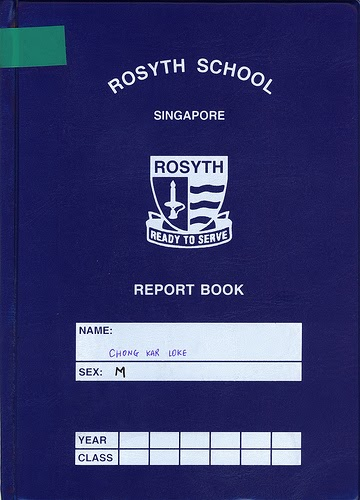 ROSYTH SCHOOL
SINGAPORE
ROSYTH
READY TO SERVE
REPORT BOOK
NAME:
CHONG KAR LOKE
SEX: M
YEAR
CLASS